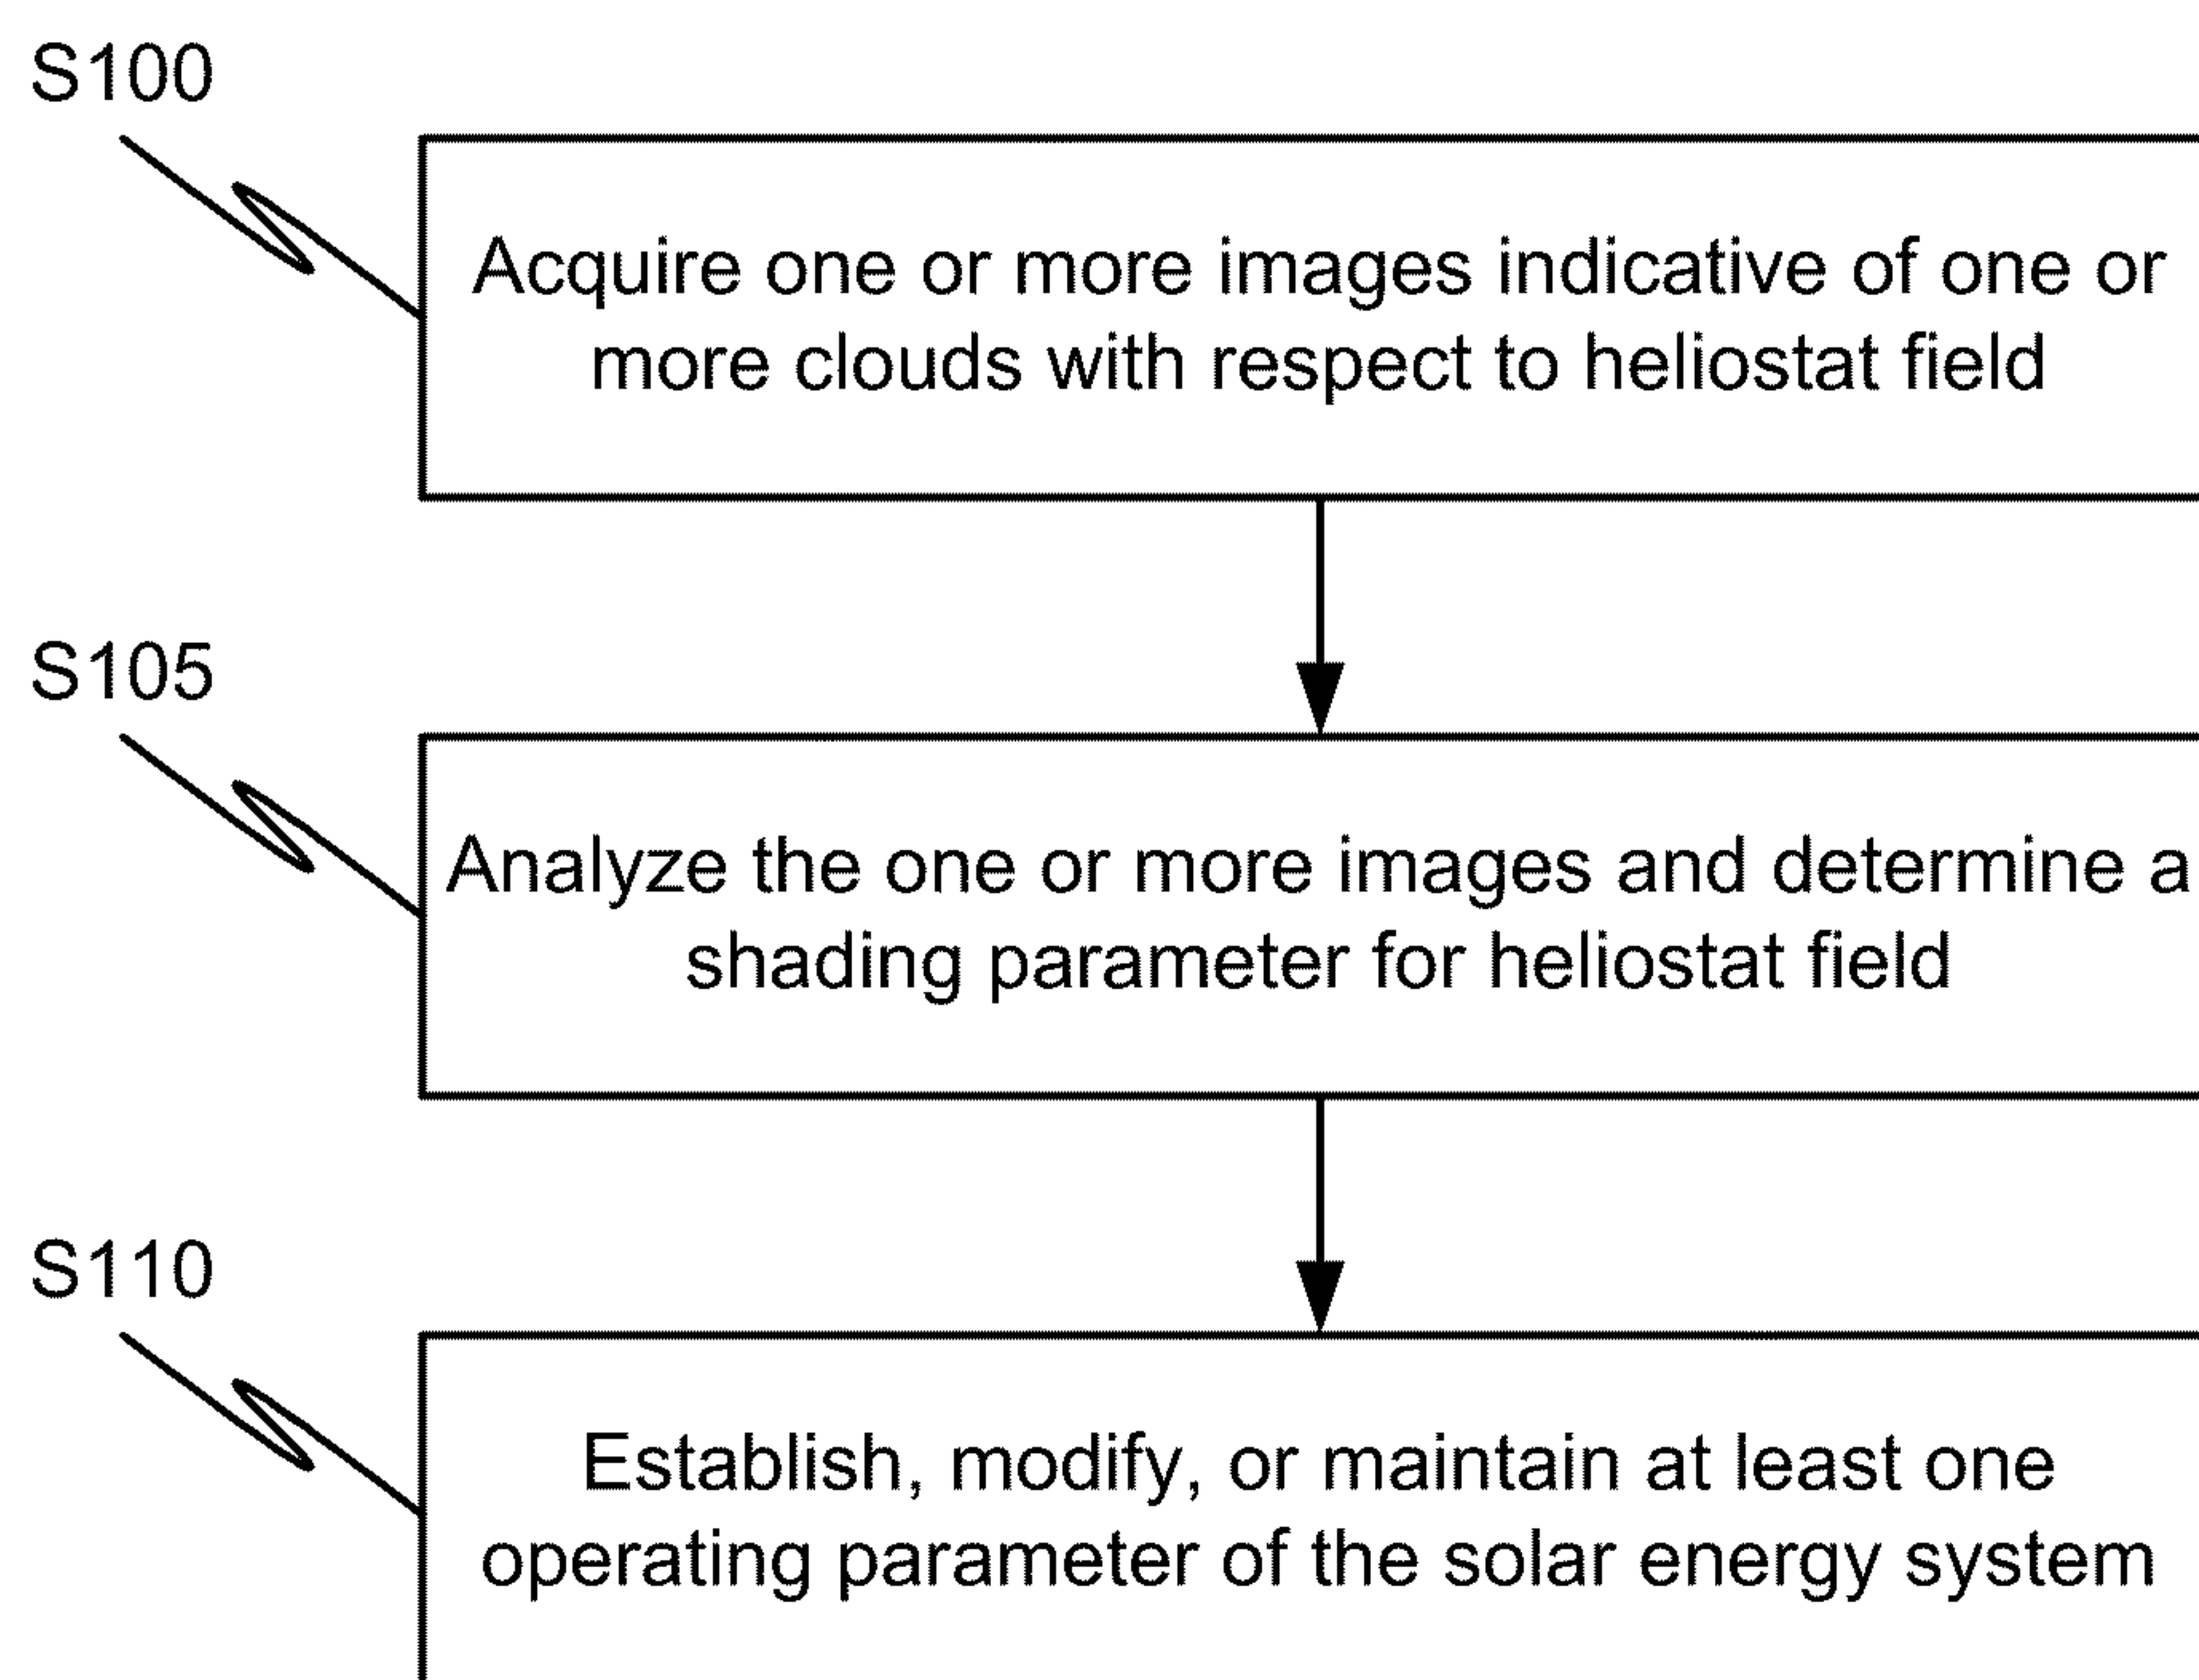 S100
Acquire one or more images indicative of one or
more clouds with respect to heliostat field
S105
Analyze the one or more images and determine a
shading parameter for heliostat field
S110
Establish, modify, or maintain at least one
operating parameter of the solar energy system